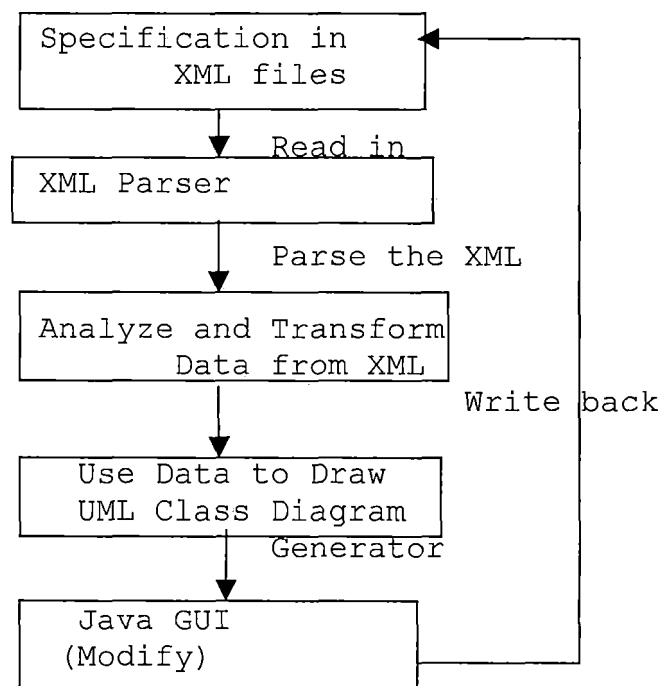 Specification in
XML files
Read in
XML Parser
Parse the XML
Analyze and Transform
Data from XML
Write back
Use Data to Draw
UML Class Diagram
Generator
Java GUI
(Modify)